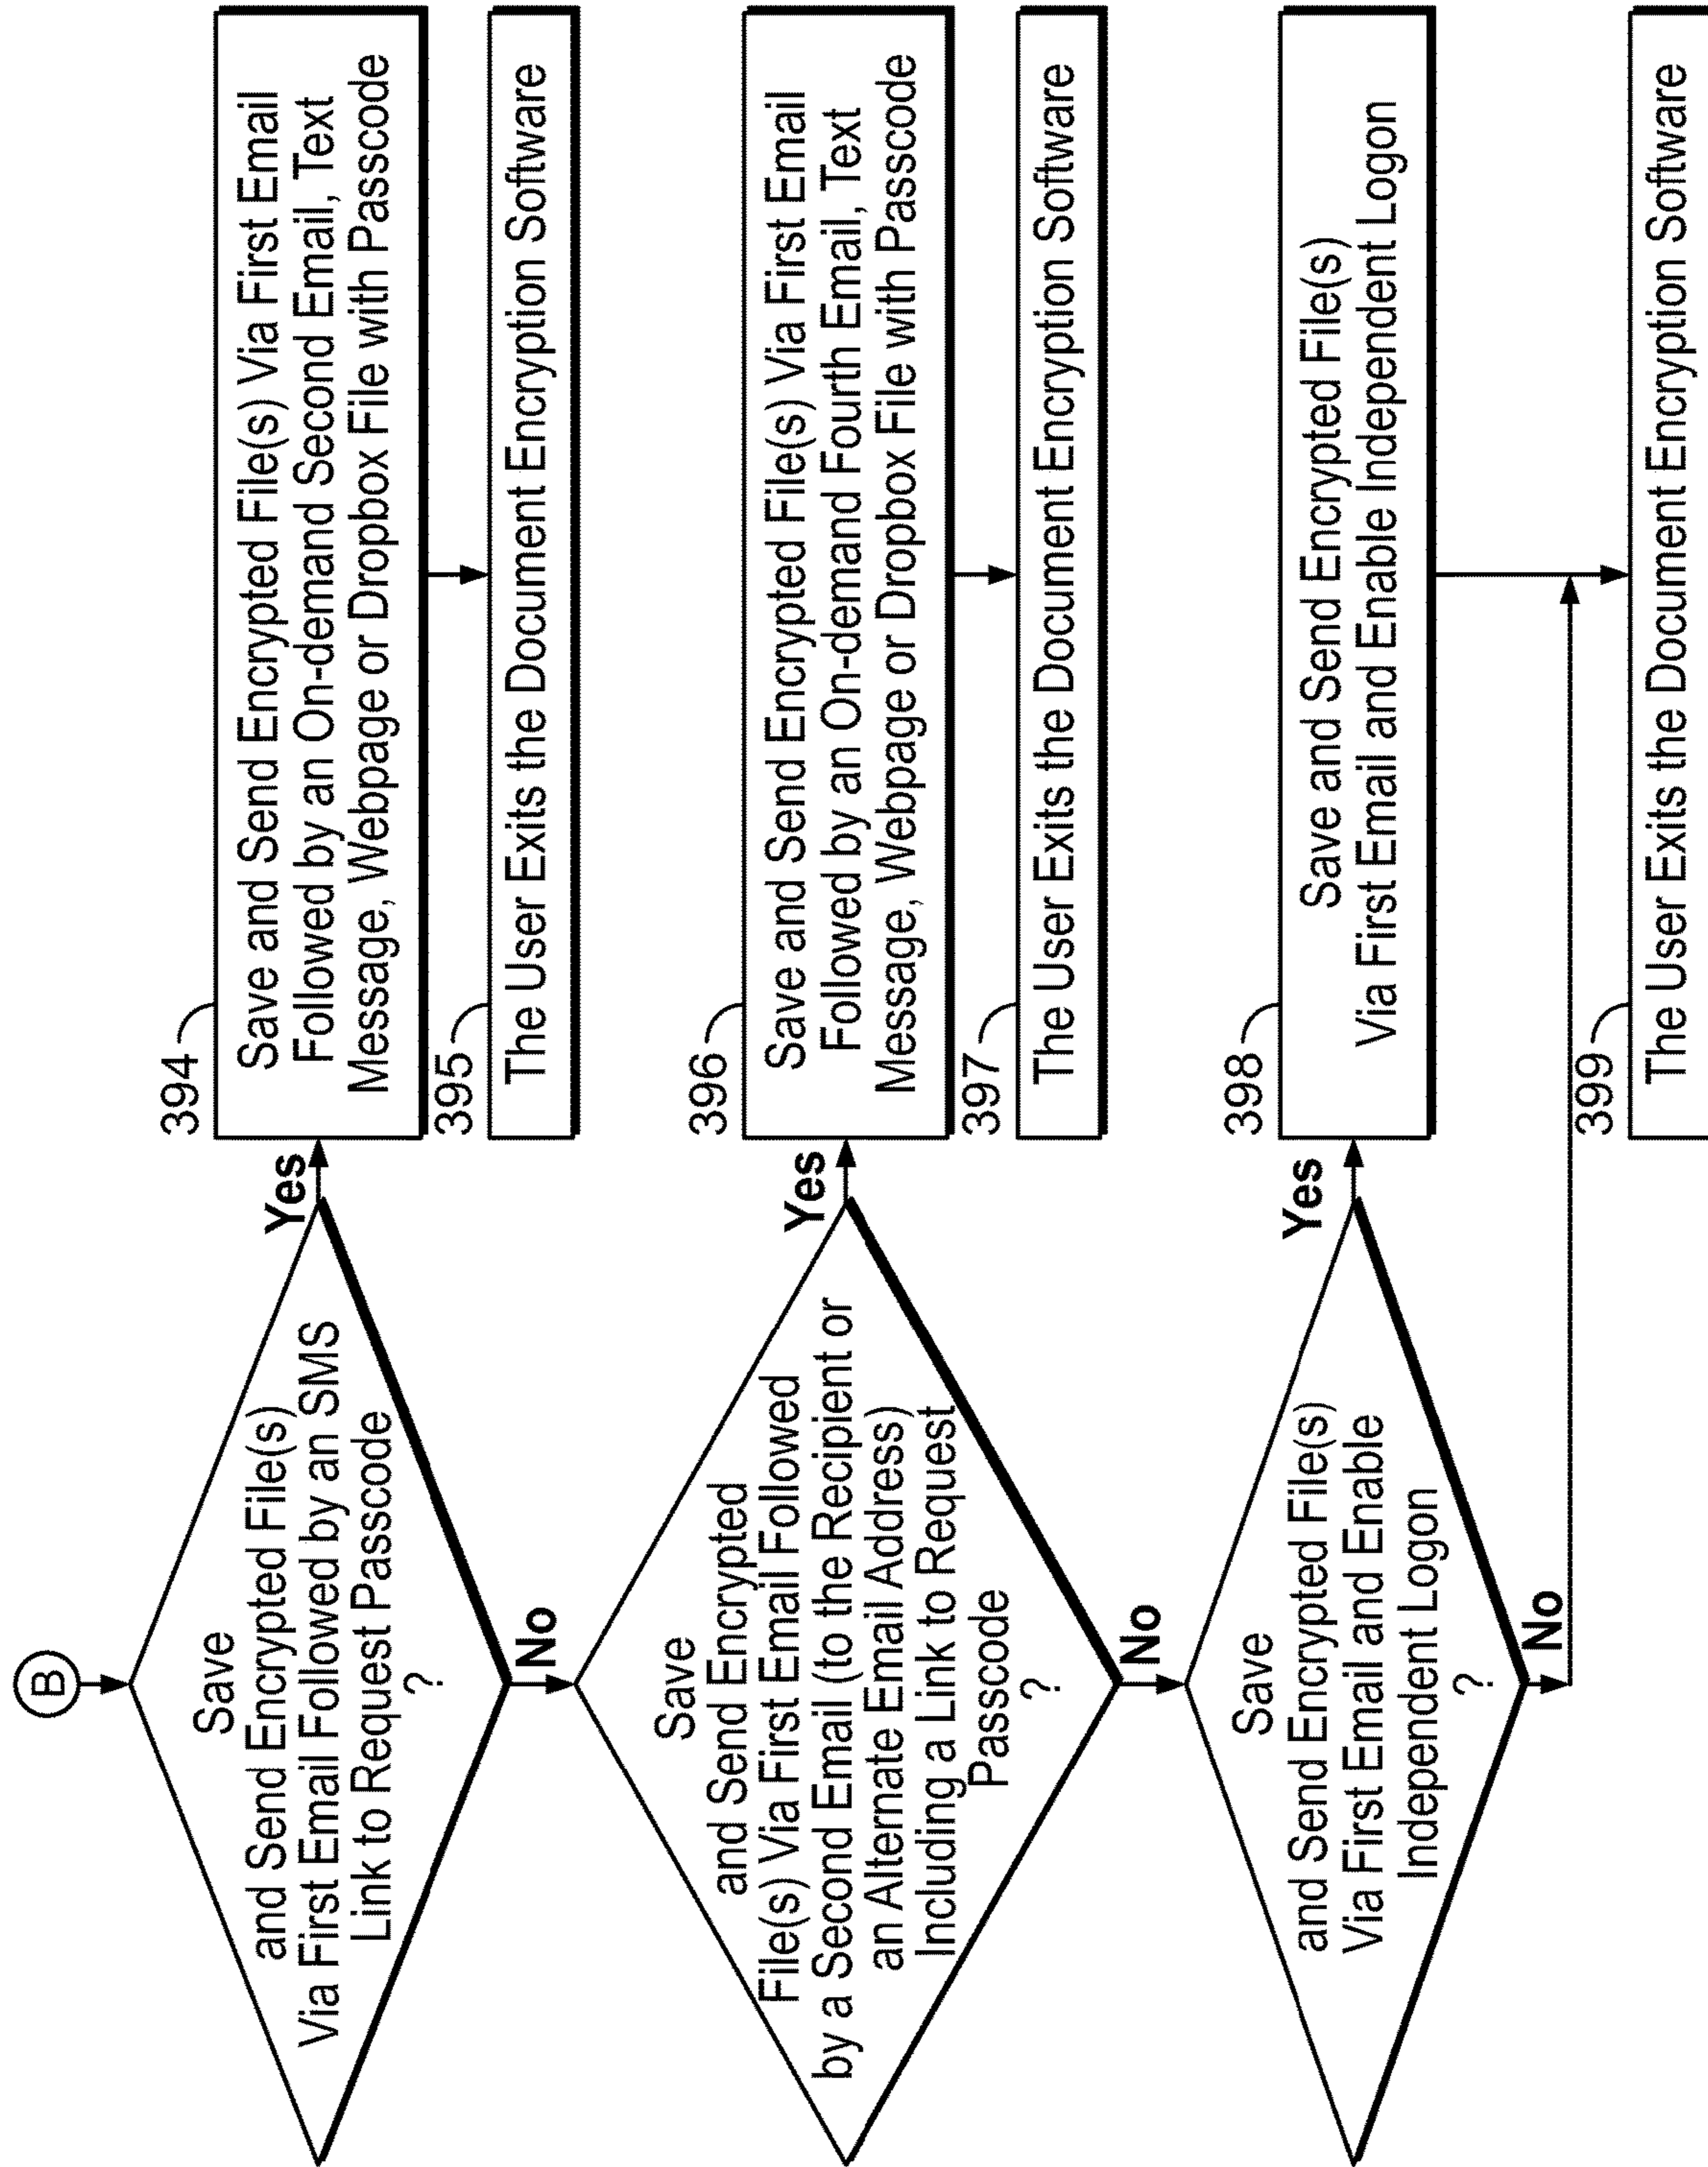 B
Save
and Send Encrypted File(s)
Via First Email Followed by an SMS
Link to Request Passcode
?
Yes
No
394
Save and Send Encrypted File(s) Via First Email
Followed by an On-demand Second Email, Text
Message, Webpage or Dropbox File with Passcode
395
The User Exits the Document Encryption Software
Save
and Send Encrypted
File(s) Via First Email Followed
by a Second Email (to the Recipient or
an Alternate Email Address)
Including a Link to Request
Passcode
?
Yes
No
396
Save and Send Encrypted File(s) Via First Email
Followed by an On-demand Fourth Email, Text
Message, Webpage or Dropbox File with Passcode
397
The User Exits the Document Encryption Software
Save
and Send Encrypted File(s)
Via First Email and Enable
Independent Logon
?
Yes
No
398
Save and Send Encrypted File(s)
Via First Email and Enable Independent Logon
399
The User Exits the Document Encryption Software